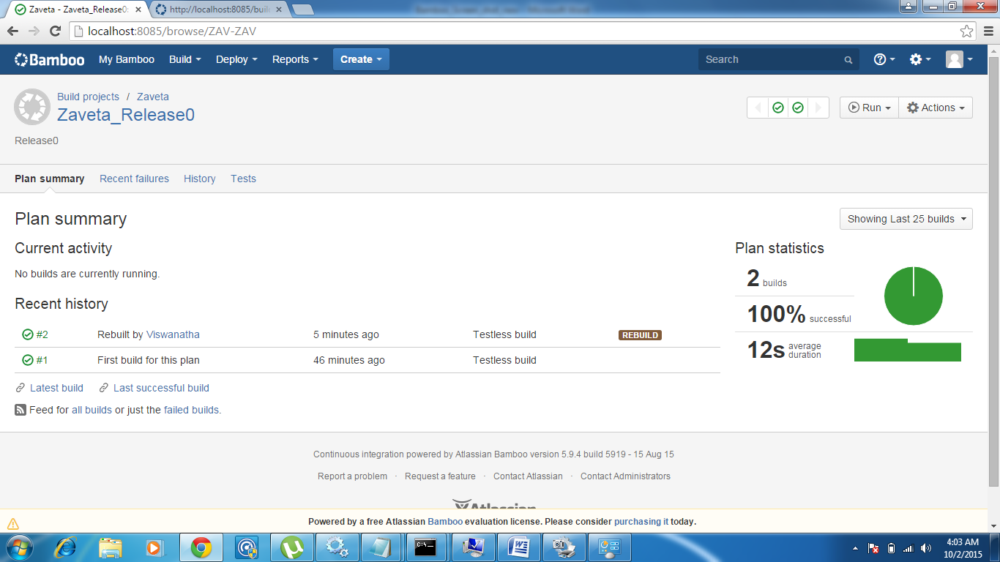 Zaveta - Zaveta_Release0:
http://localhost:8085/build
localhost:8085/browse/ZAV-ZAV
Bamboo My Bamboo Build Deploy Reports Create Search
Build projects / Zaveta
Zaveta_Release0
Run Actions
Release0
Plan summary Recent failures History Tests
Plan summary
Showing Last 25 builds
Current activity
No builds are currently running.
Recent history
#2 Rebuilt by Viswanatha 5 minutes ago Testless build REBUILD
#1 First build for this plan 46 minutes ago Testless build
Latest build Last successful build
Feed for all builds or just the failed builds.
Plan statistics
2 builds
100% successful
12s average
duration
Continuous integration powered by Atlassian Bamboo version 5.9.4 build 5919 - 15 Aug 15
Report a problem · Request a feature · Contact Atlassian · Contact Administrators
Atlassian
Powered by a free Atlassian Bamboo evaluation license. Please consider purchasing it today.
4:03 AM
10/2/2015